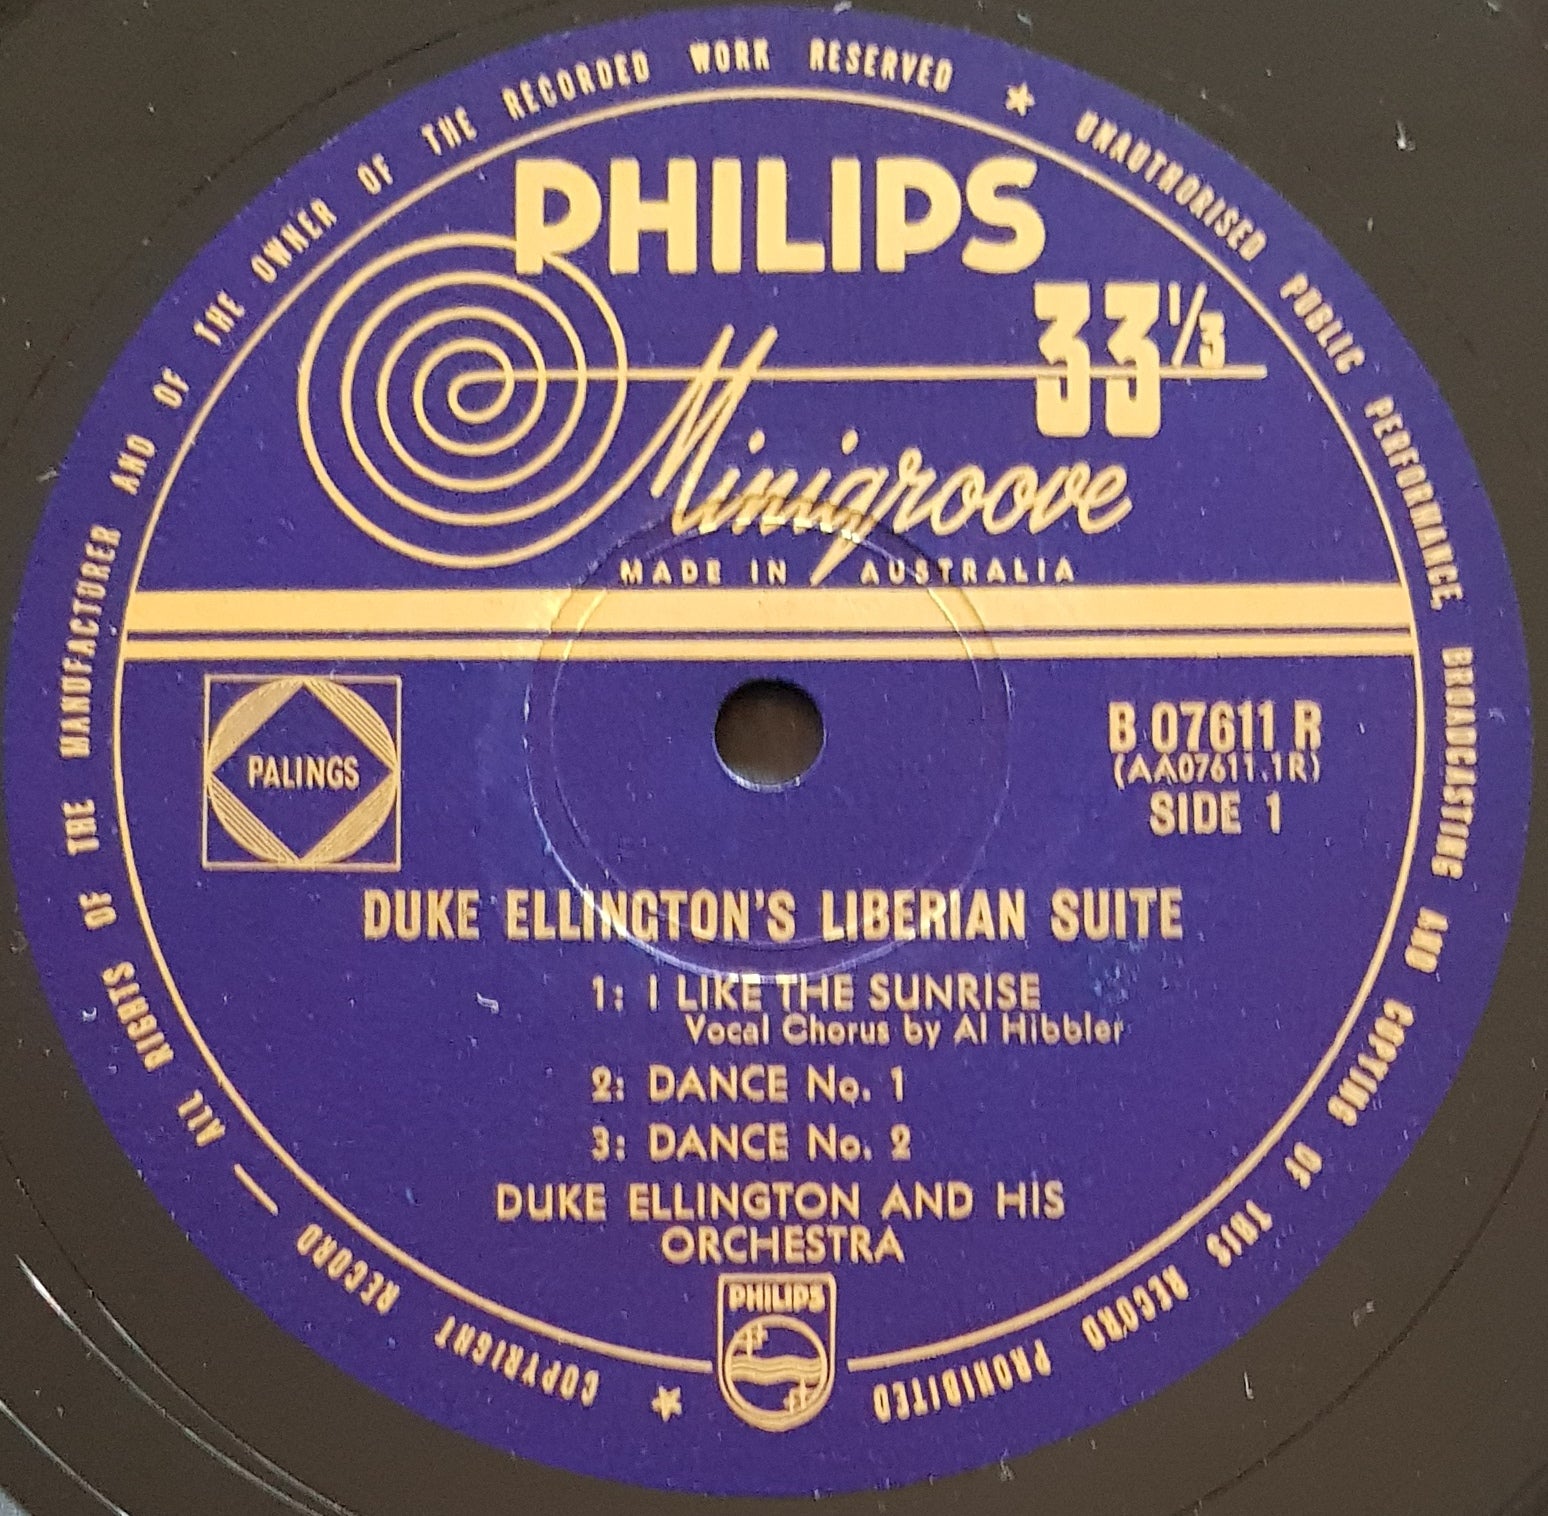 COPYRIGHT RECORD — ALL RIGHTS OF THE MANUFACTURER AND OF THE OWNER OF THE RECORDED WORK RESERVED ★ UNAUTHORISED PUBLIC PERFORMANCE, BROADCASTING AND COPYING OF THIS RECORD PROHIBITED ★
PHILIPS
33 1/3
Minigroove
MADE IN AUSTRALIA
PALINGS
B 07611 R
(AA07611.1R)
SIDE 1
DUKE ELLINGTON'S LIBERIAN SUITE
1: I LIKE THE SUNRISE
Vocal Chorus by Al Hibbler
2: DANCE No. 1
3: DANCE No. 2
DUKE ELLINGTON AND HIS
ORCHESTRA
PHILIPS